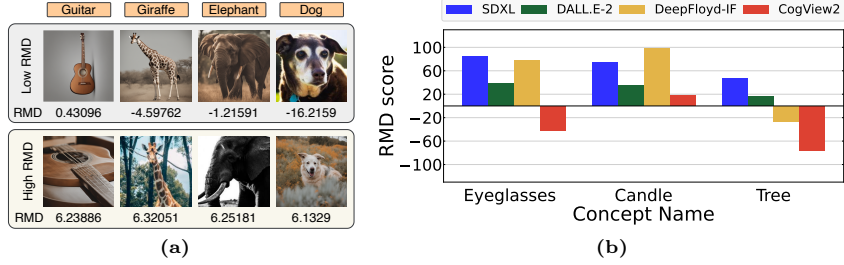 Guitar Giraffe Elephant Dog
Low RMD
RMD 0.43096 -4.59762 -1.21591 -16.2159
High RMD
RMD 6.23886 6.32051 6.25181 6.1329
(a)
SDXL DALL.E-2 DeepFloyd-IF CogView2
RMD score
100
60
20
−20
−60
−100
Eyeglasses Candle Tree
Concept Name
(b)